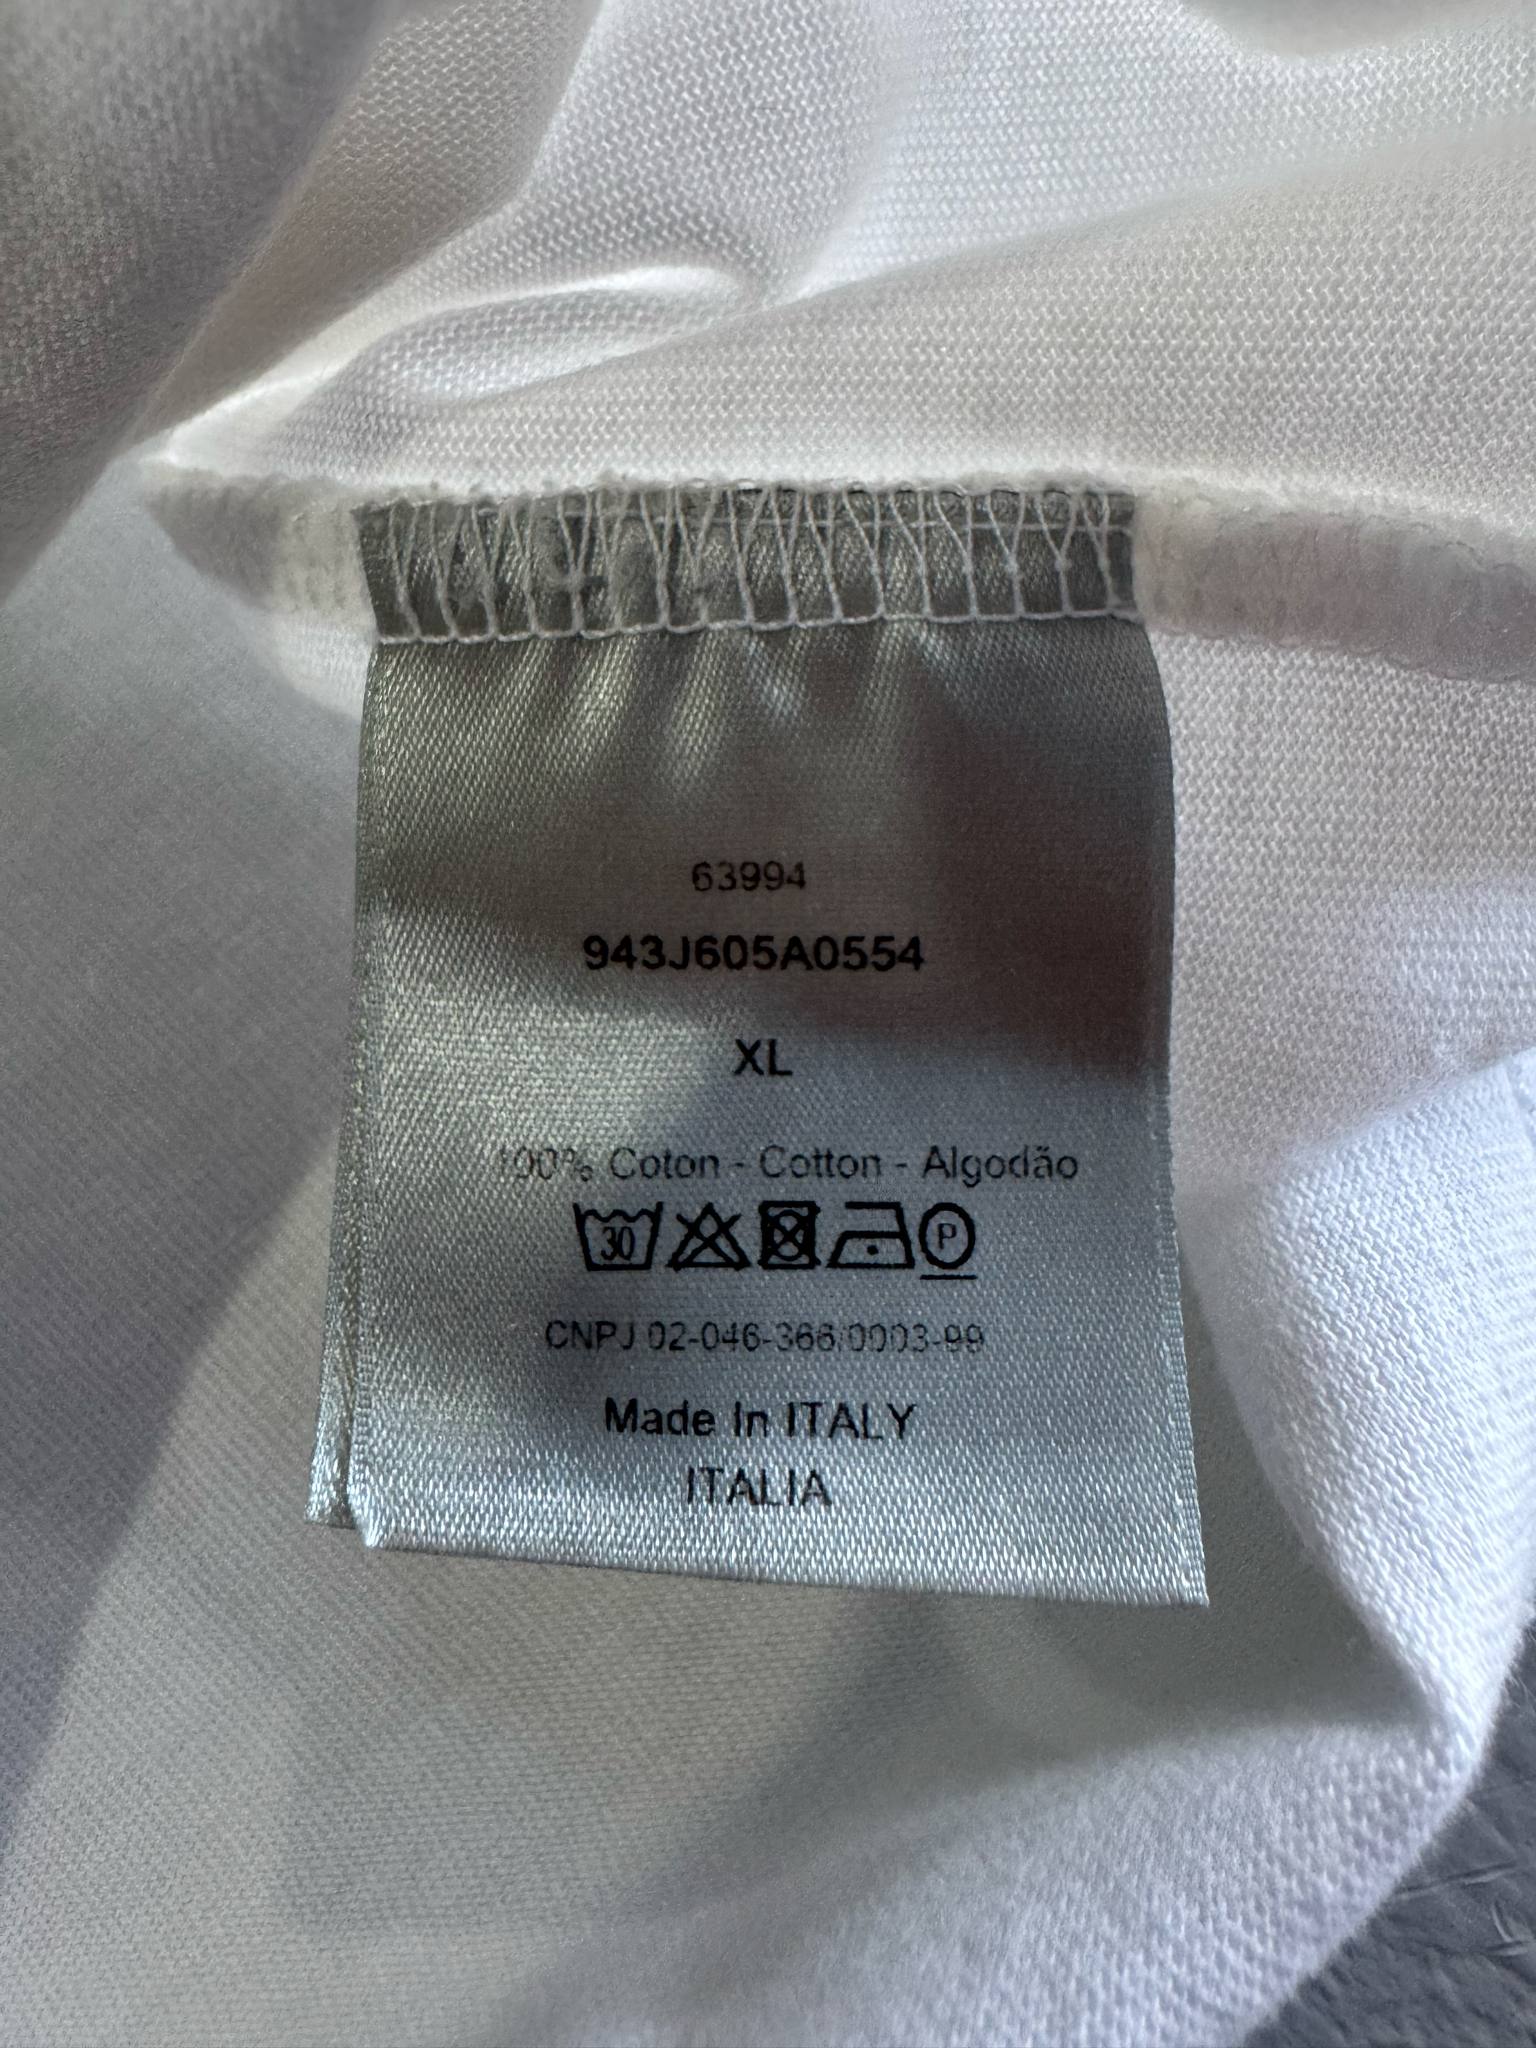 63994
943J605A0554
XL
100% Coton - Cotton - Algodão
30 P
CNPJ 02-046-366/0003-99
Made In ITALY
ITALIA